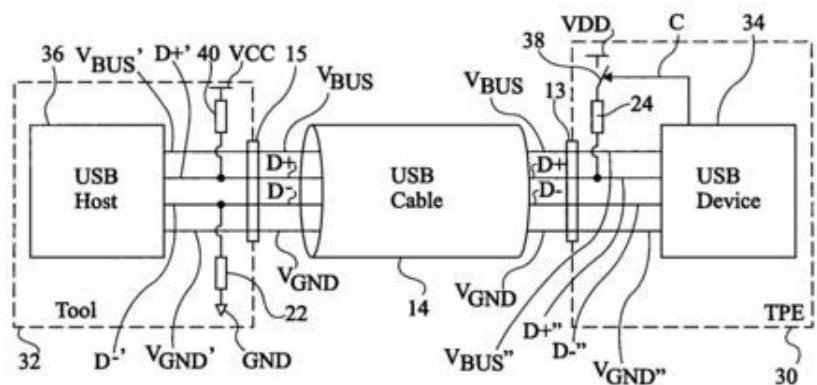 36
V_BUS'
D+'
40
VCC
15
V_BUS
V_BUS
13
38
VDD
C
34
24
USB
Host
D+
D-
USB
Cable
D+
D-
USB
Device
V_GND
V_GND
Tool
22
14
TPE
32
D-'
V_GND'
GND
V_BUS"
D+"
D-"
V_GND"
30